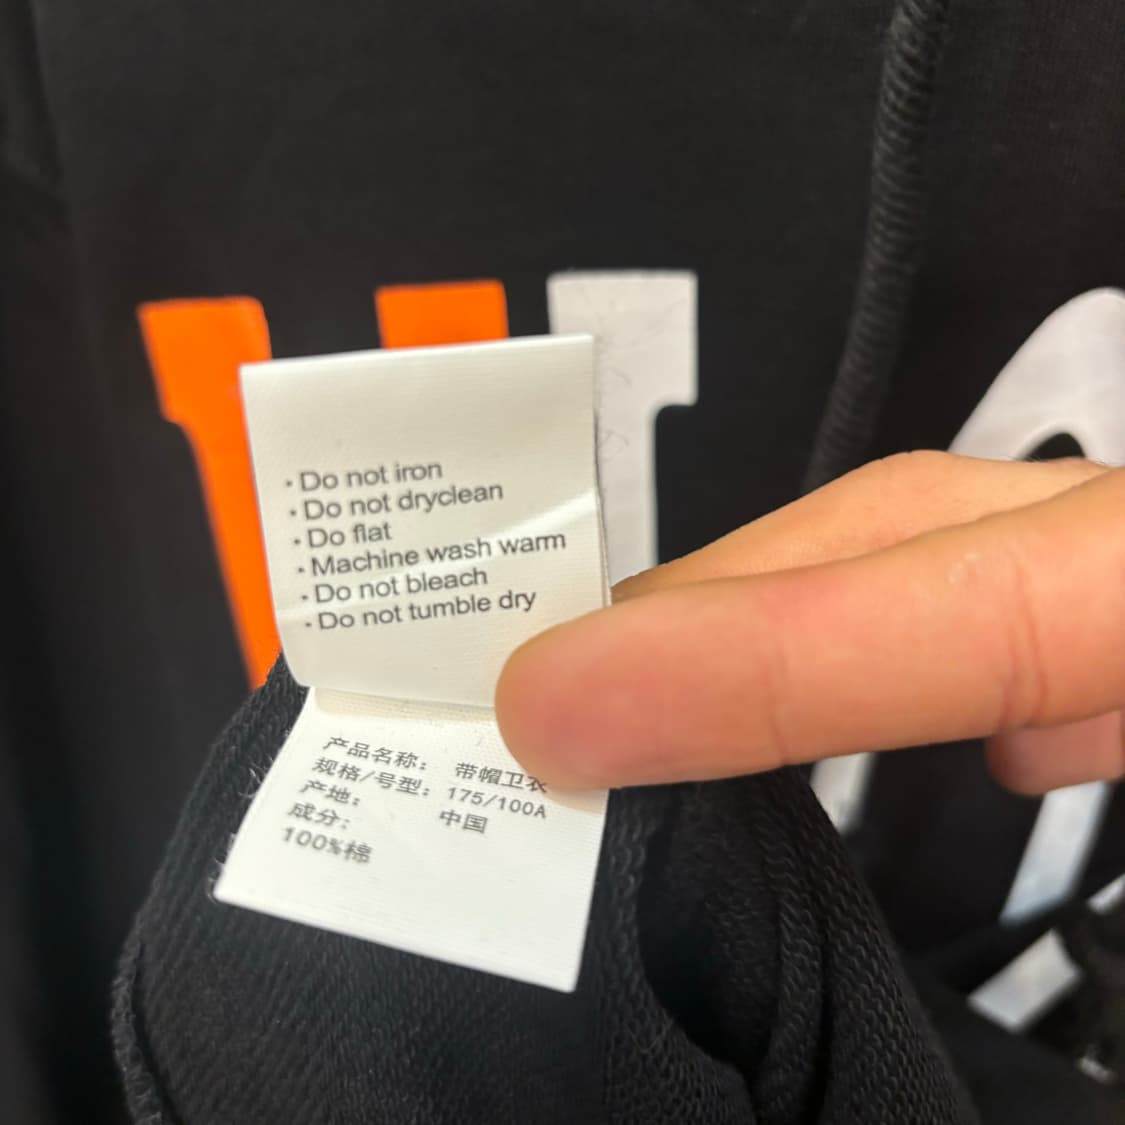 · Do not iron
· Do not dryclean
· Do flat
· Machine wash warm
· Do not bleach
· Do not tumble dry
产品名称： 带帽卫衣
规格/号型：175/100A
产地： 中国
成分：
100%棉